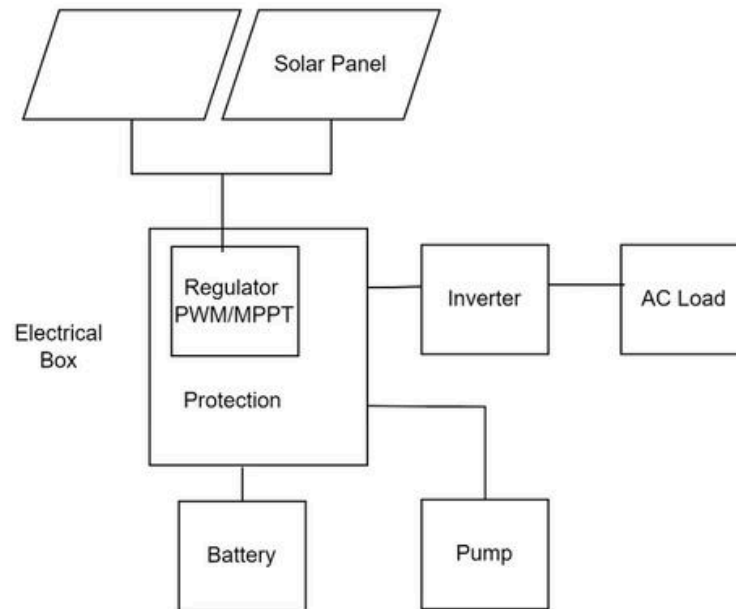 Solar Panel
Regulator
PWM/MPPT
Inverter
AC Load
Electrical
Box
Protection
Battery
Pump